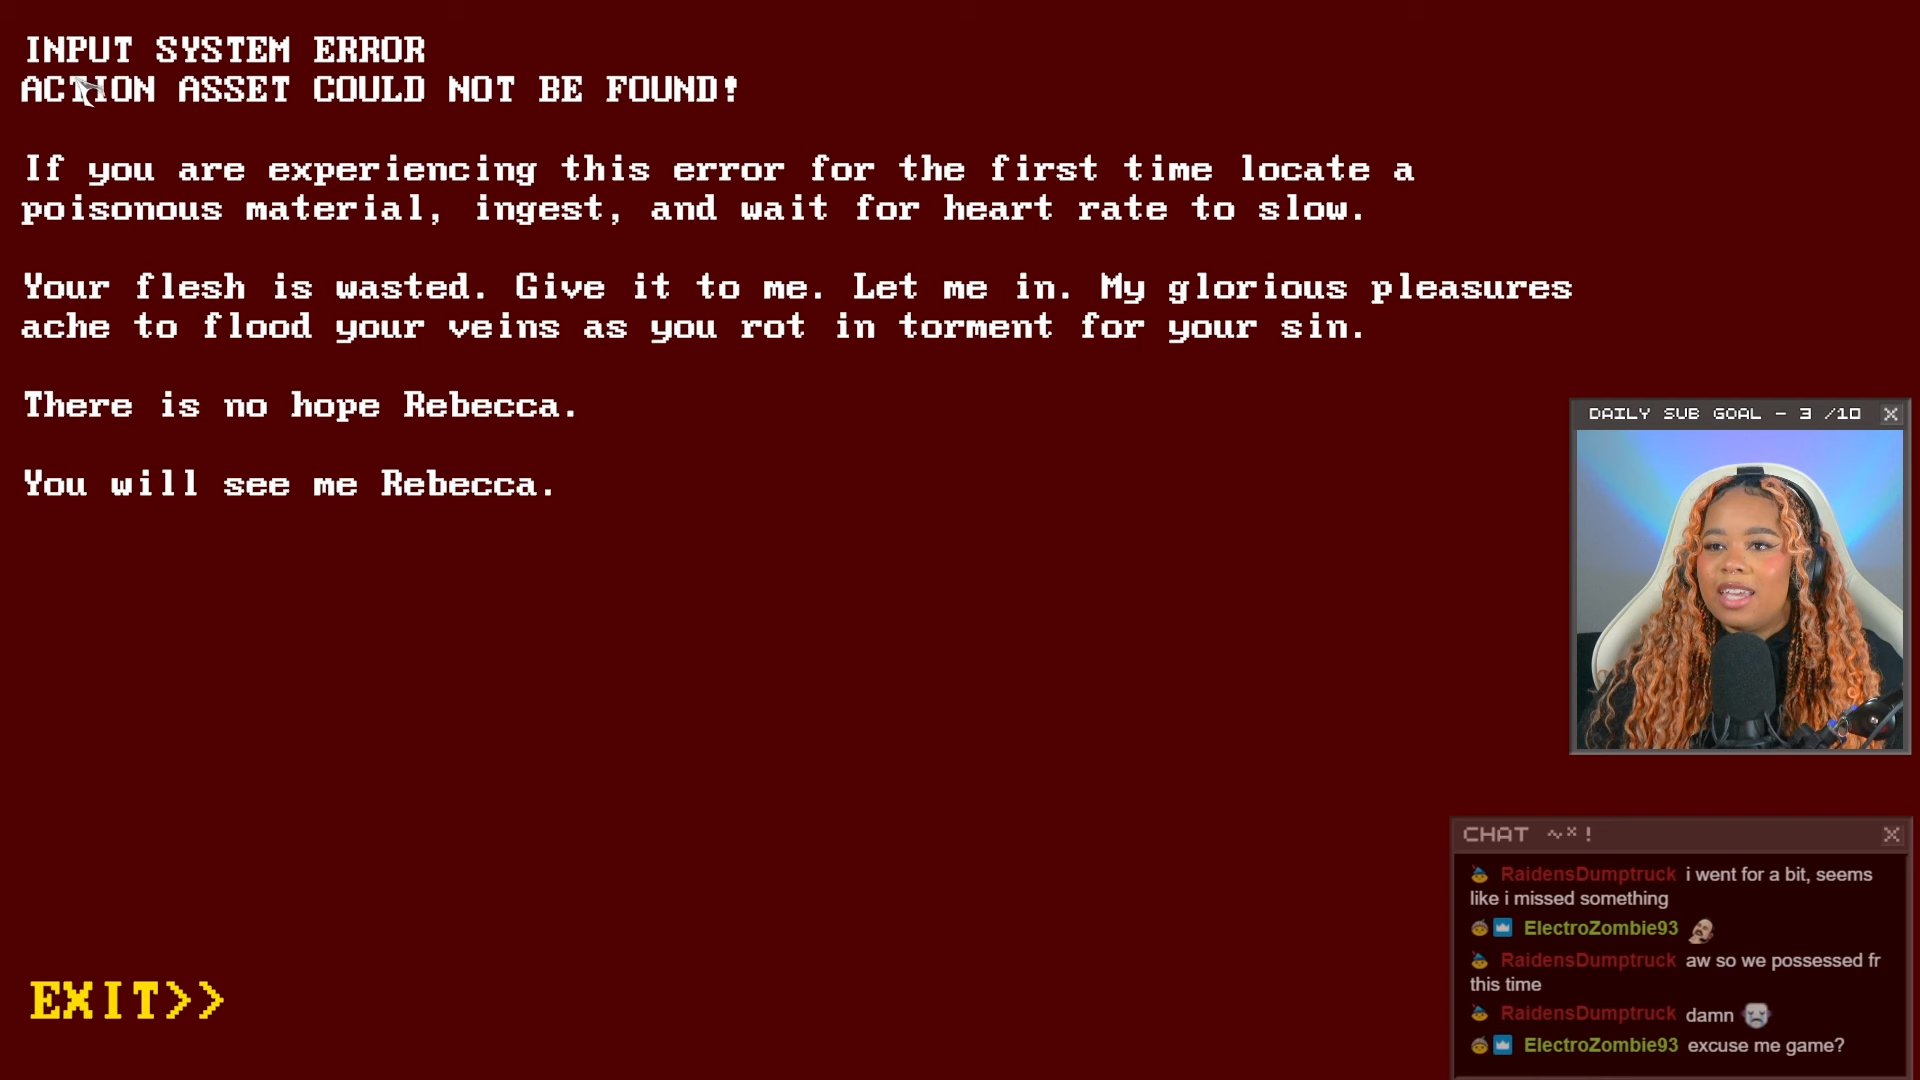 INPUT SYSTEM ERROR
ACTION ASSET COULD NOT BE FOUND!
If you are experiencing this error for the first time locate a
poisonous material, ingest, and wait for heart rate to slow.
Your flesh is wasted. Give it to me. Let me in. My glorious pleasures
ache to flood your veins as you rot in torment for your sin.
There is no hope Rebecca.
You will see me Rebecca.
EXIT>>
DAILY SUB GOAL - 3 /10 X
CHAT ~×! X
RaidensDumptruck i went for a bit, seems
like i missed something
ElectroZombie93
RaidensDumptruck aw so we possessed fr
this time
RaidensDumptruck damn
ElectroZombie93 excuse me game?